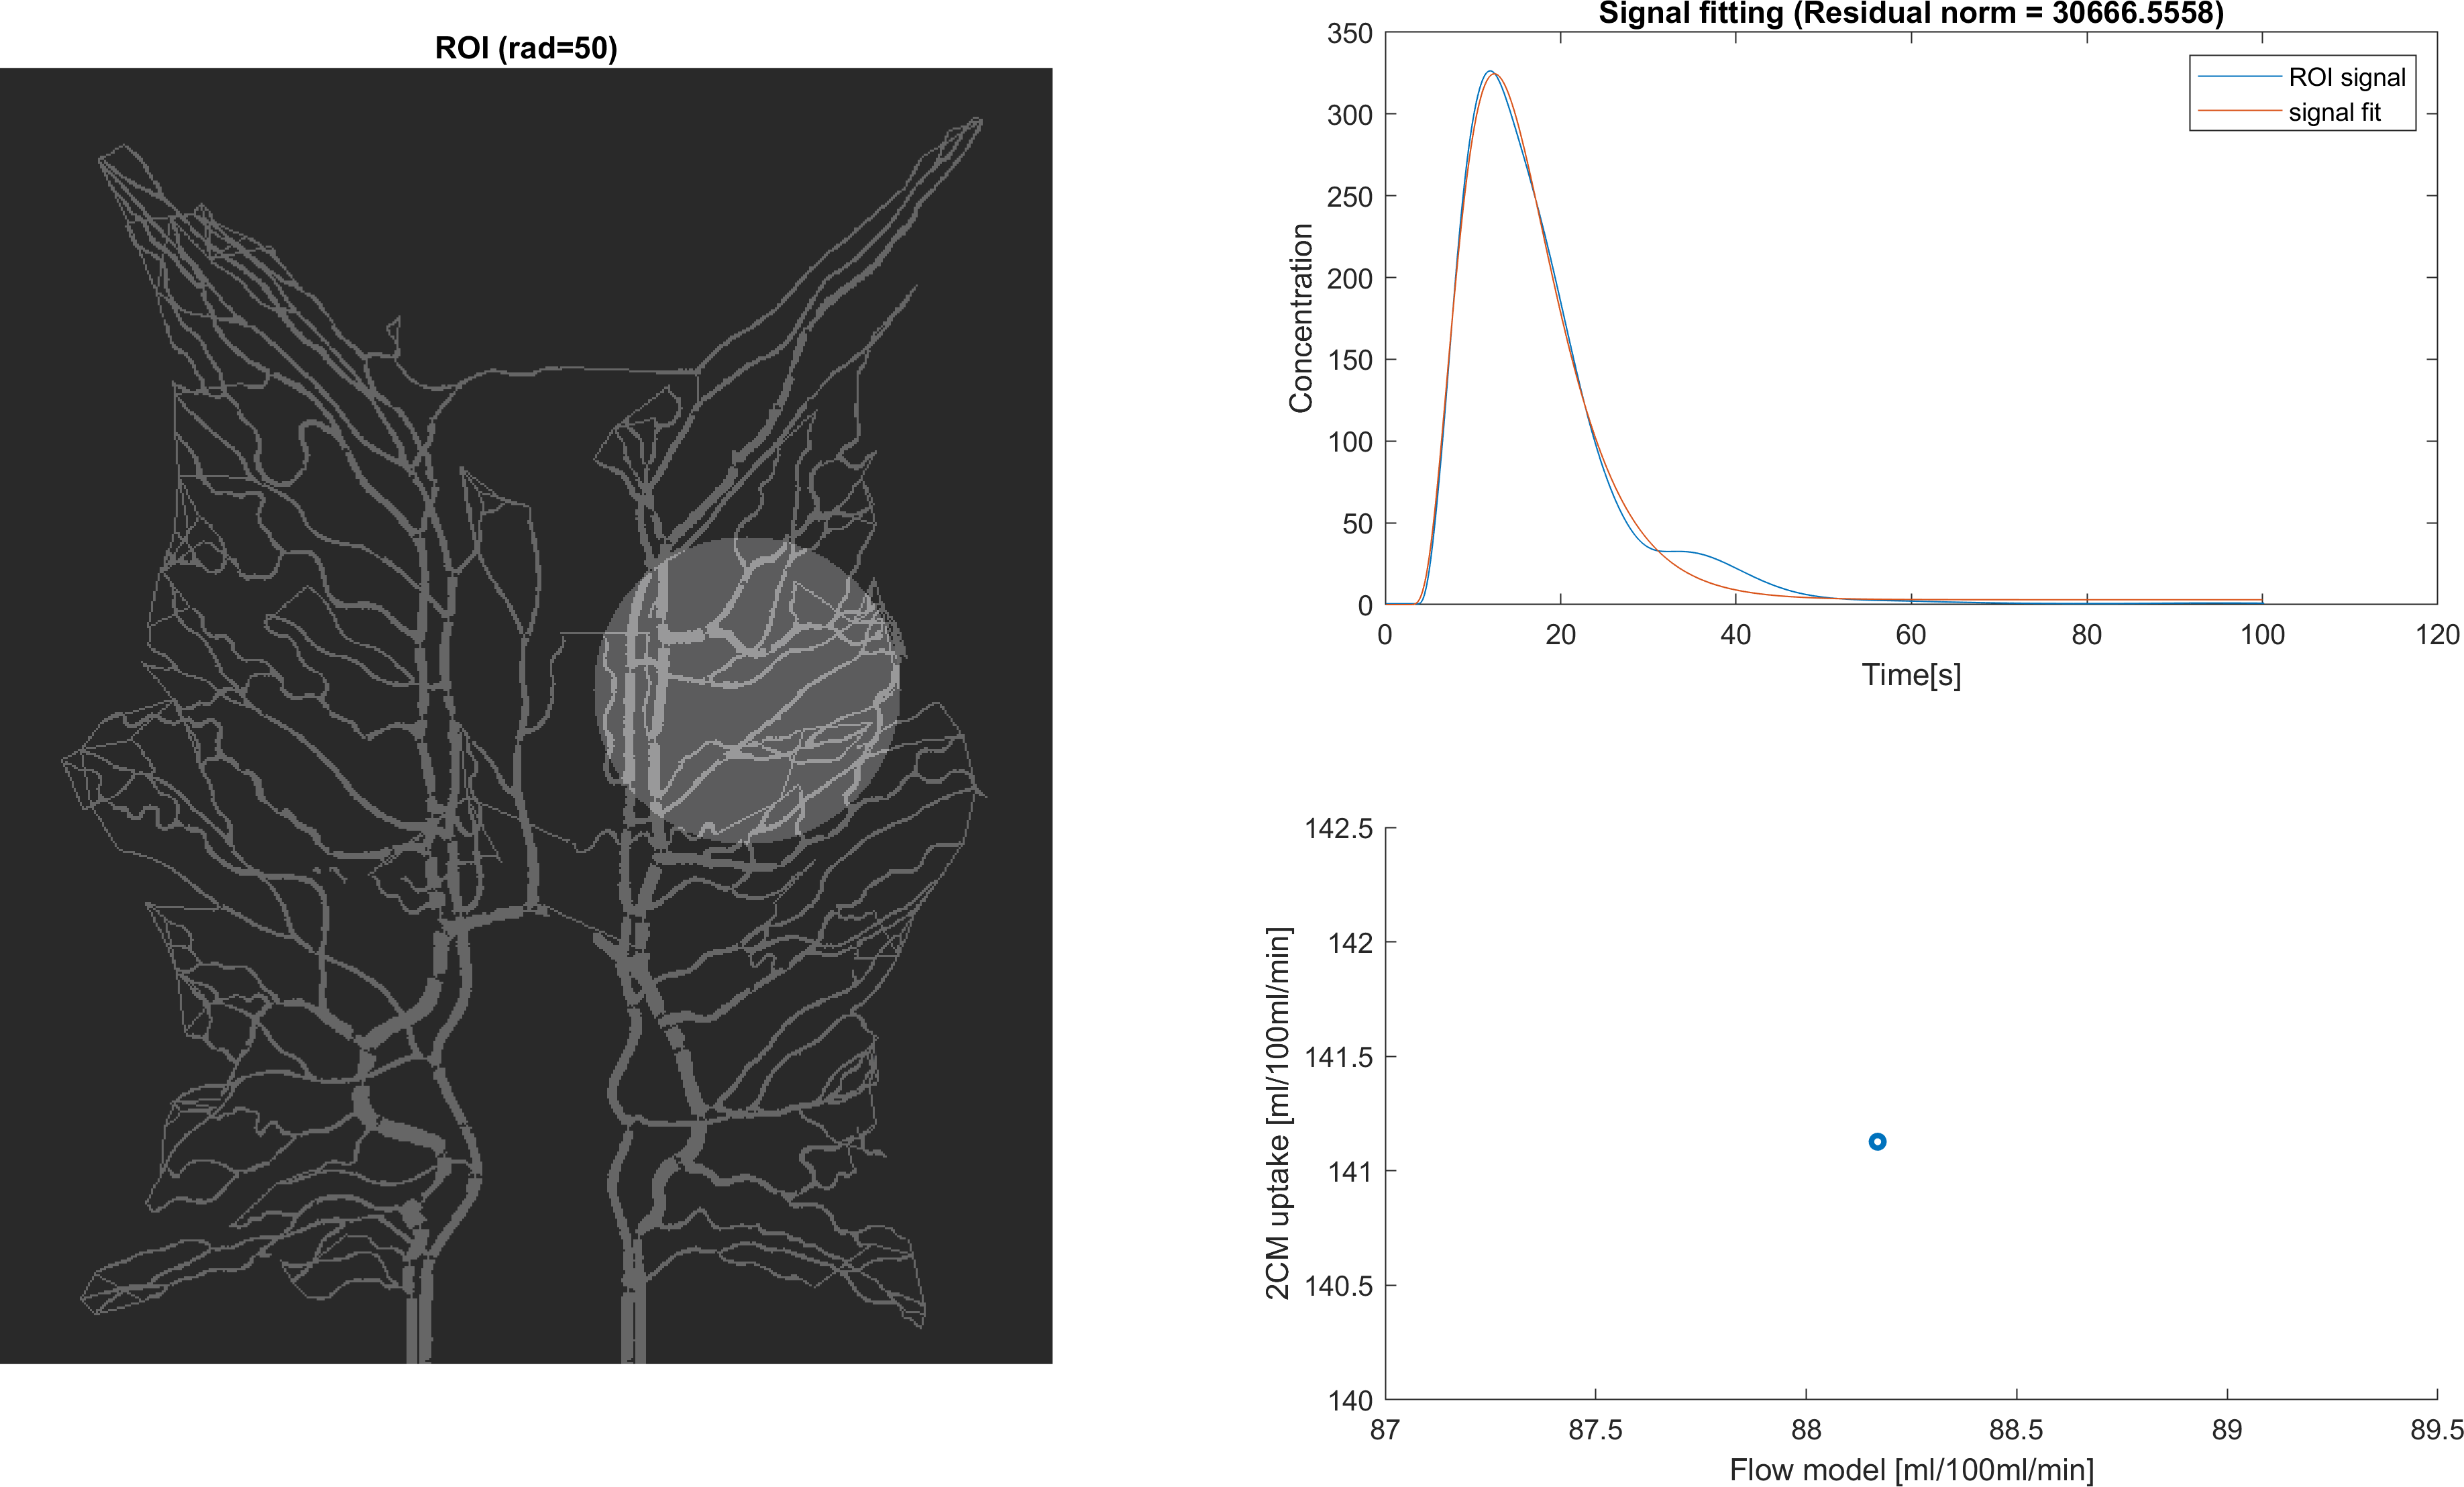 ROI (rad=50)
Signal fitting (Residual norm = 30666.5558)
350
300
250
200
150
100
50
0
Concentration
ROI signal
signal fit
0 20 40 60 80 100 120
Time[s]
142.5
142
141.5
141
140.5
140
2CM uptake [ml/100ml/min]
87 87.5 88 88.5 89 89.5
Flow model [ml/100ml/min]